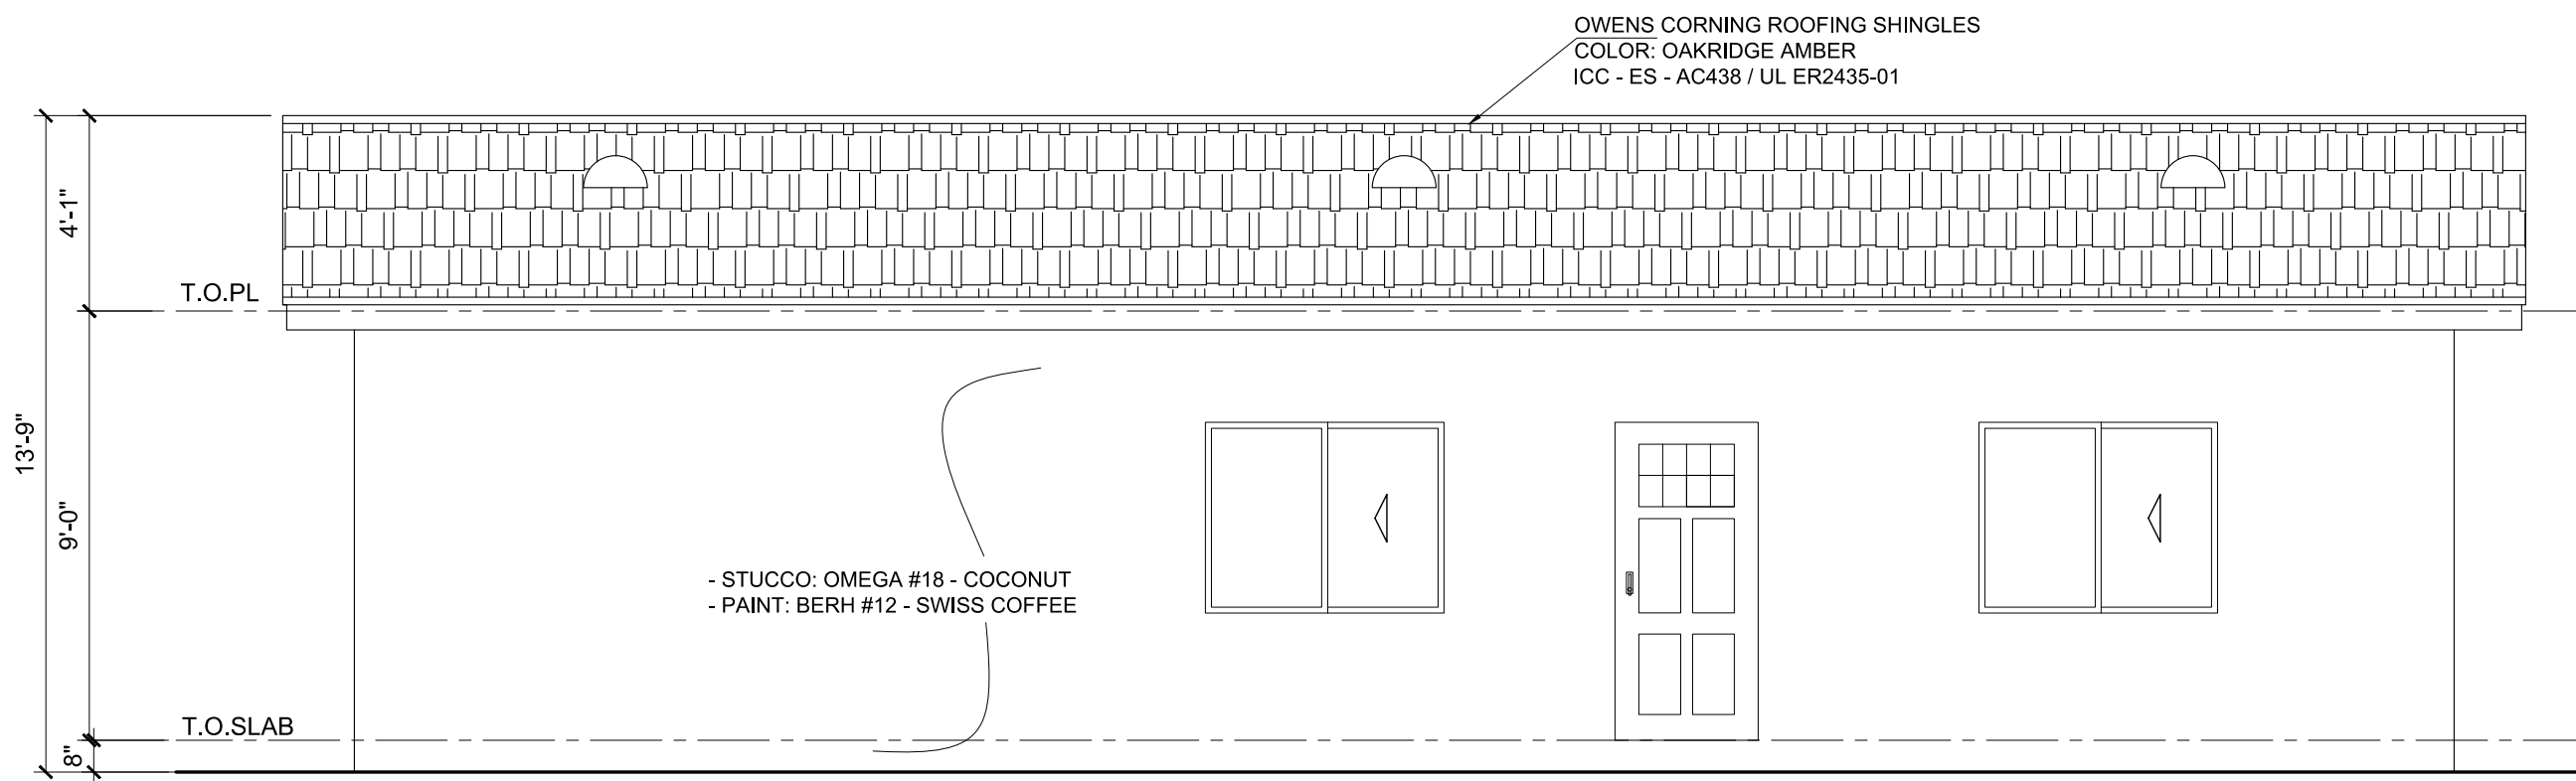 OWENS CORNING ROOFING SHINGLES
COLOR: OAKRIDGE AMBER
ICC - ES - AC438 / UL ER2435-01
4'-1"
T.O.PL
13'-9"
9'-0"
- STUCCO: OMEGA #18 - COCONUT
- PAINT: BERH #12 - SWISS COFFEE
T.O.SLAB
8"